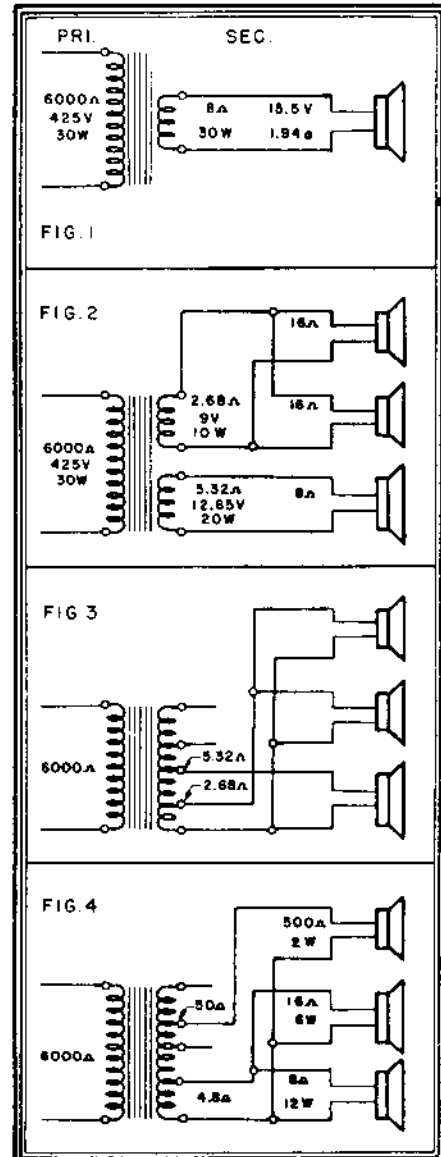 PRI. SEC.
6000Ω
425V
30W
8Ω 15.5V
30W 1.94a
FIG.1
FIG.2
16Ω
16Ω
2.68Ω
9V
10W
6000Ω
425V
30W
5.32Ω
12.65V
20W
8Ω
FIG 3
6000Ω
5.32Ω
2.68Ω
FIG.4
500Ω
2W
50Ω
16Ω
6W
6000Ω
4.8Ω
8Ω
12W